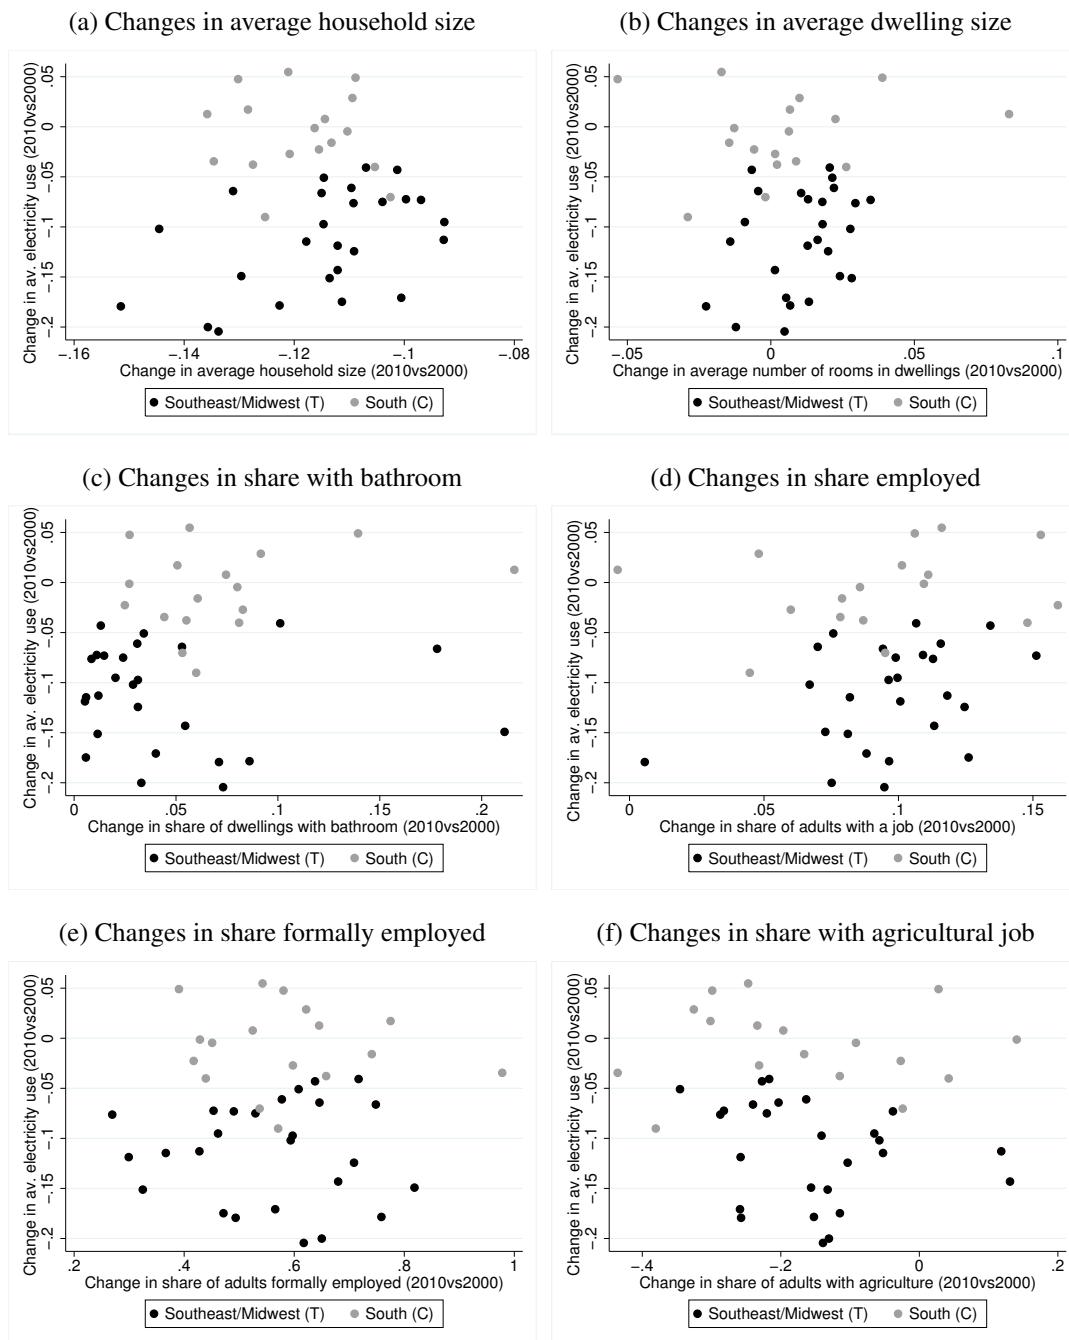 (a) Changes in average household size
Change in av. electricity use (2010vs2000)
.05
0
-.05
-.1
-.15
-.2
-.16
-.14
-.12
-.1
-.08
Change in average household size (2010vs2000)
Southeast/Midwest (T)
South (C)
(b) Changes in average dwelling size
Change in av. electricity use (2010vs2000)
.05
0
-.05
-.1
-.15
-.2
-.05
0
.05
.1
Change in average number of rooms in dwellings (2010vs2000)
Southeast/Midwest (T)
South (C)
(c) Changes in share with bathroom
Change in av. electricity use (2010vs2000)
.05
0
-.05
-.1
-.15
-.2
0
.05
.1
.15
.2
Change in share of dwellings with bathroom (2010vs2000)
Southeast/Midwest (T)
South (C)
(d) Changes in share employed
Change in av. electricity use (2010vs2000)
.05
0
-.05
-.1
-.15
-.2
0
.05
.1
.15
Change in share of adults with a job (2010vs2000)
Southeast/Midwest (T)
South (C)
(e) Changes in share formally employed
Change in av. electricity use (2010vs2000)
.05
0
-.05
-.1
-.15
-.2
.2
.4
.6
.8
1
Change in share of adults formally employed (2010vs2000)
Southeast/Midwest (T)
South (C)
(f) Changes in share with agricultural job
Change in av. electricity use (2010vs2000)
.05
0
-.05
-.1
-.15
-.2
-.4
-.2
0
.2
Change in share of adults with agriculture (2010vs2000)
Southeast/Midwest (T)
South (C)